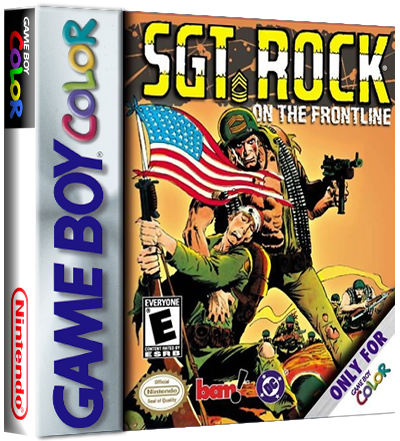 GAME BOY
COLOR
Nintendo
GAME BOY COLOR
SGT. ROCK
ON THE FRONTLINE
EVERYONE
E
CONTENT RATED BY
ESRB
Official
Nintendo
Seal of Quality
bam!
DC
ONLY FOR
GAME BOY
COLOR